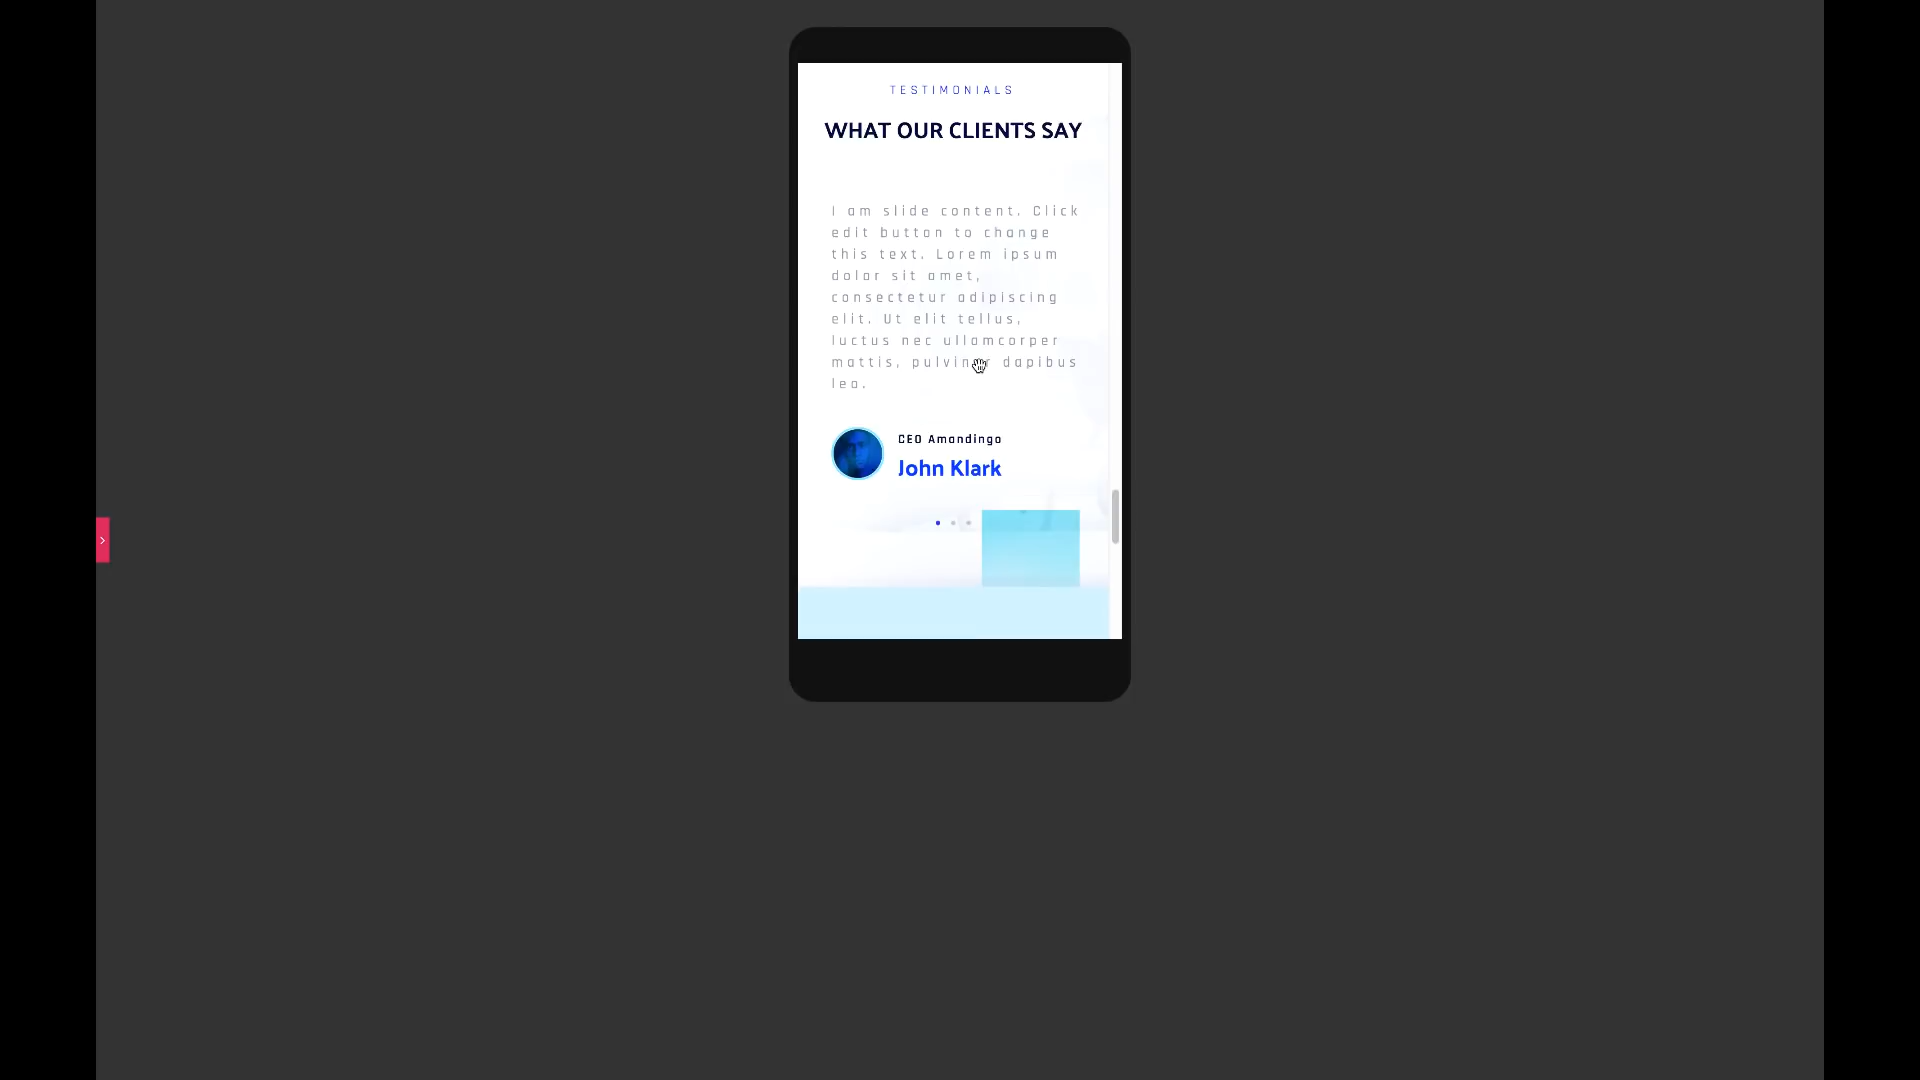 TESTIMONIALS
WHAT OUR CLIENTS SAY
I am slide content. Click
edit button to change
this text. Lorem ipsum
dolor sit amet,
consectetur adipiscing
elit. Ut elit tellus,
luctus nec ullamcorper
mattis, pulvinar dapibus
leo.
CEO Amandingo
John Klark